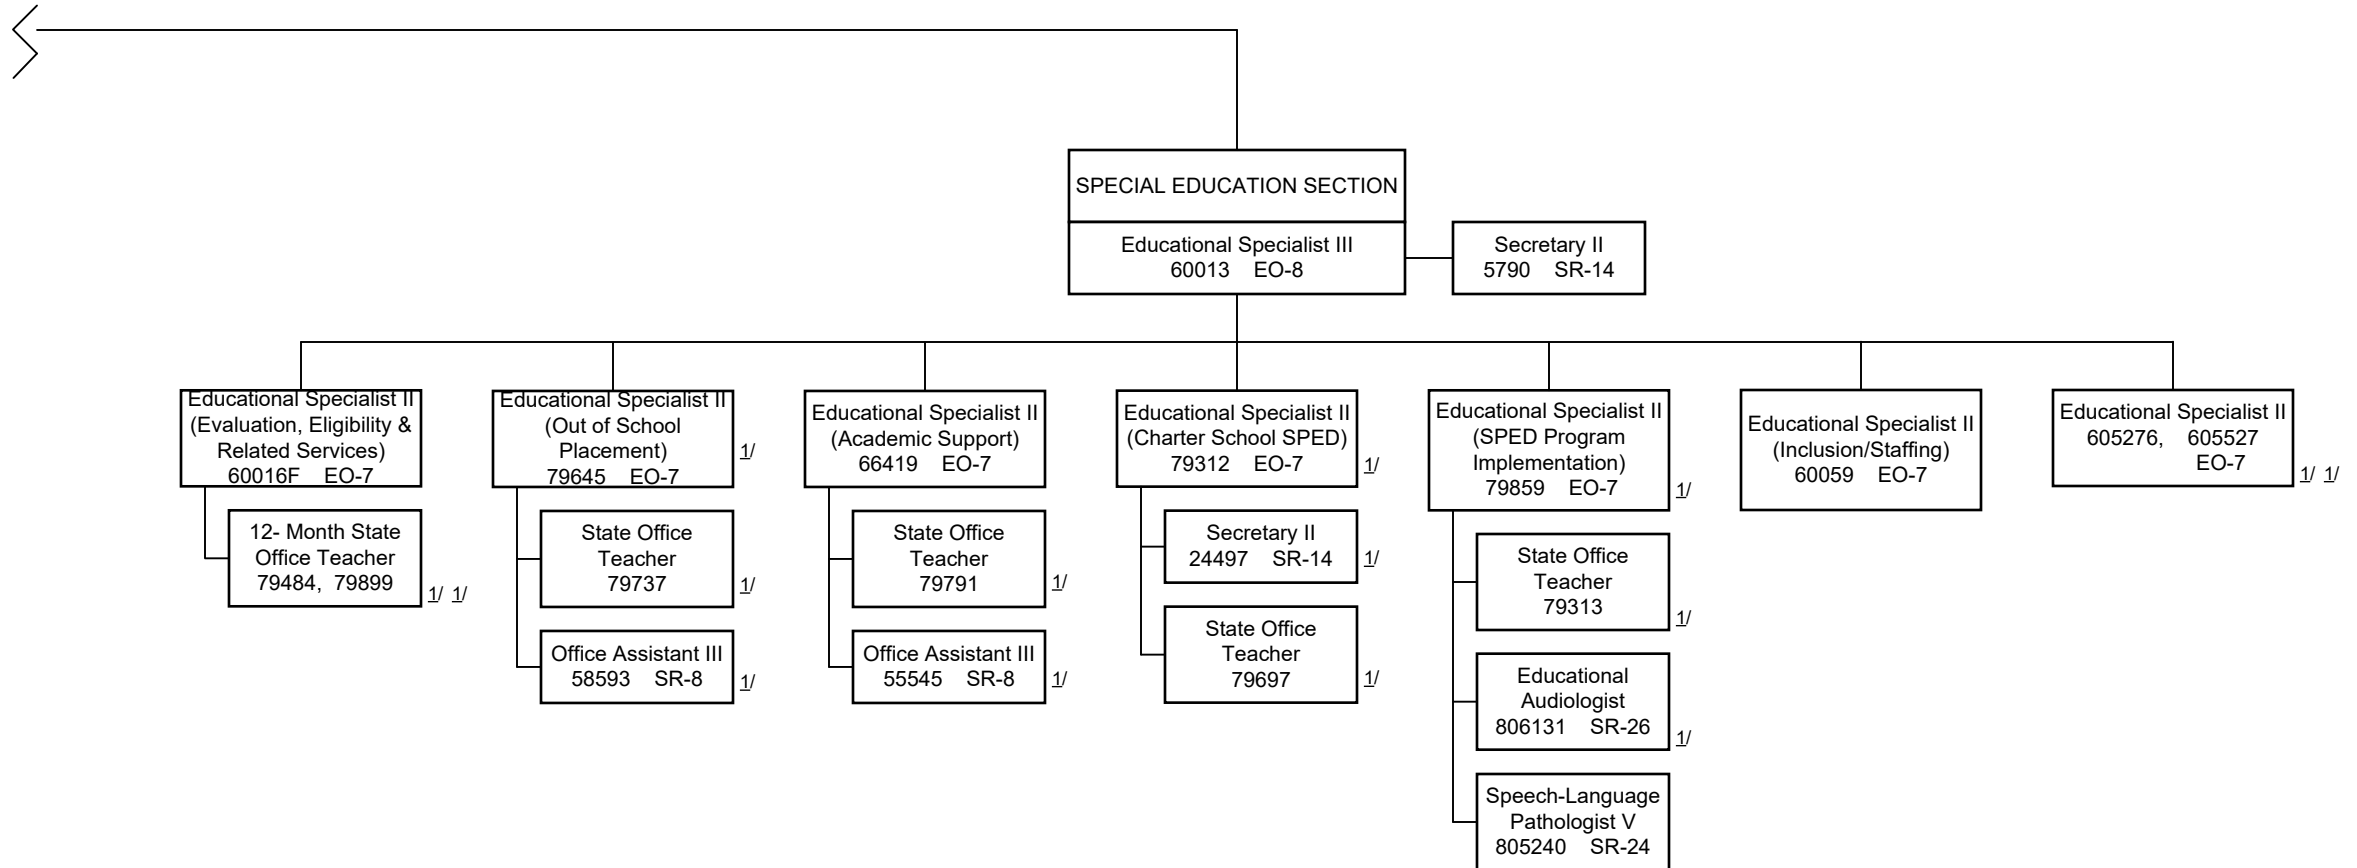 SPECIAL EDUCATION SECTION
Educational Specialist III
60013 EO-8
Secretary II
5790 SR-14
Educational Specialist II
(Evaluation, Eligibility &
Related Services)
60016F EO-7
12- Month State
Office Teacher
79484, 79899
1/ 1/
Educational Specialist II
(Out of School
Placement)
79645 EO-7
1/
State Office
Teacher
79737
1/
Office Assistant III
58593 SR-8
1/
Educational Specialist II
(Academic Support)
66419 EO-7
State Office
Teacher
79791
1/
Office Assistant III
55545 SR-8
1/
Educational Specialist II
(Charter School SPED)
79312 EO-7
1/
Secretary II
24497 SR-14
1/
State Office
Teacher
79697
1/
Educational Specialist II
(SPED Program
Implementation)
79859 EO-7
1/
State Office
Teacher
79313
1/
Educational
Audiologist
806131 SR-26
1/
Speech-Language
Pathologist V
805240 SR-24
Educational Specialist II
(Inclusion/Staffing)
60059 EO-7
Educational Specialist II
605276, 605527
EO-7
1/ 1/